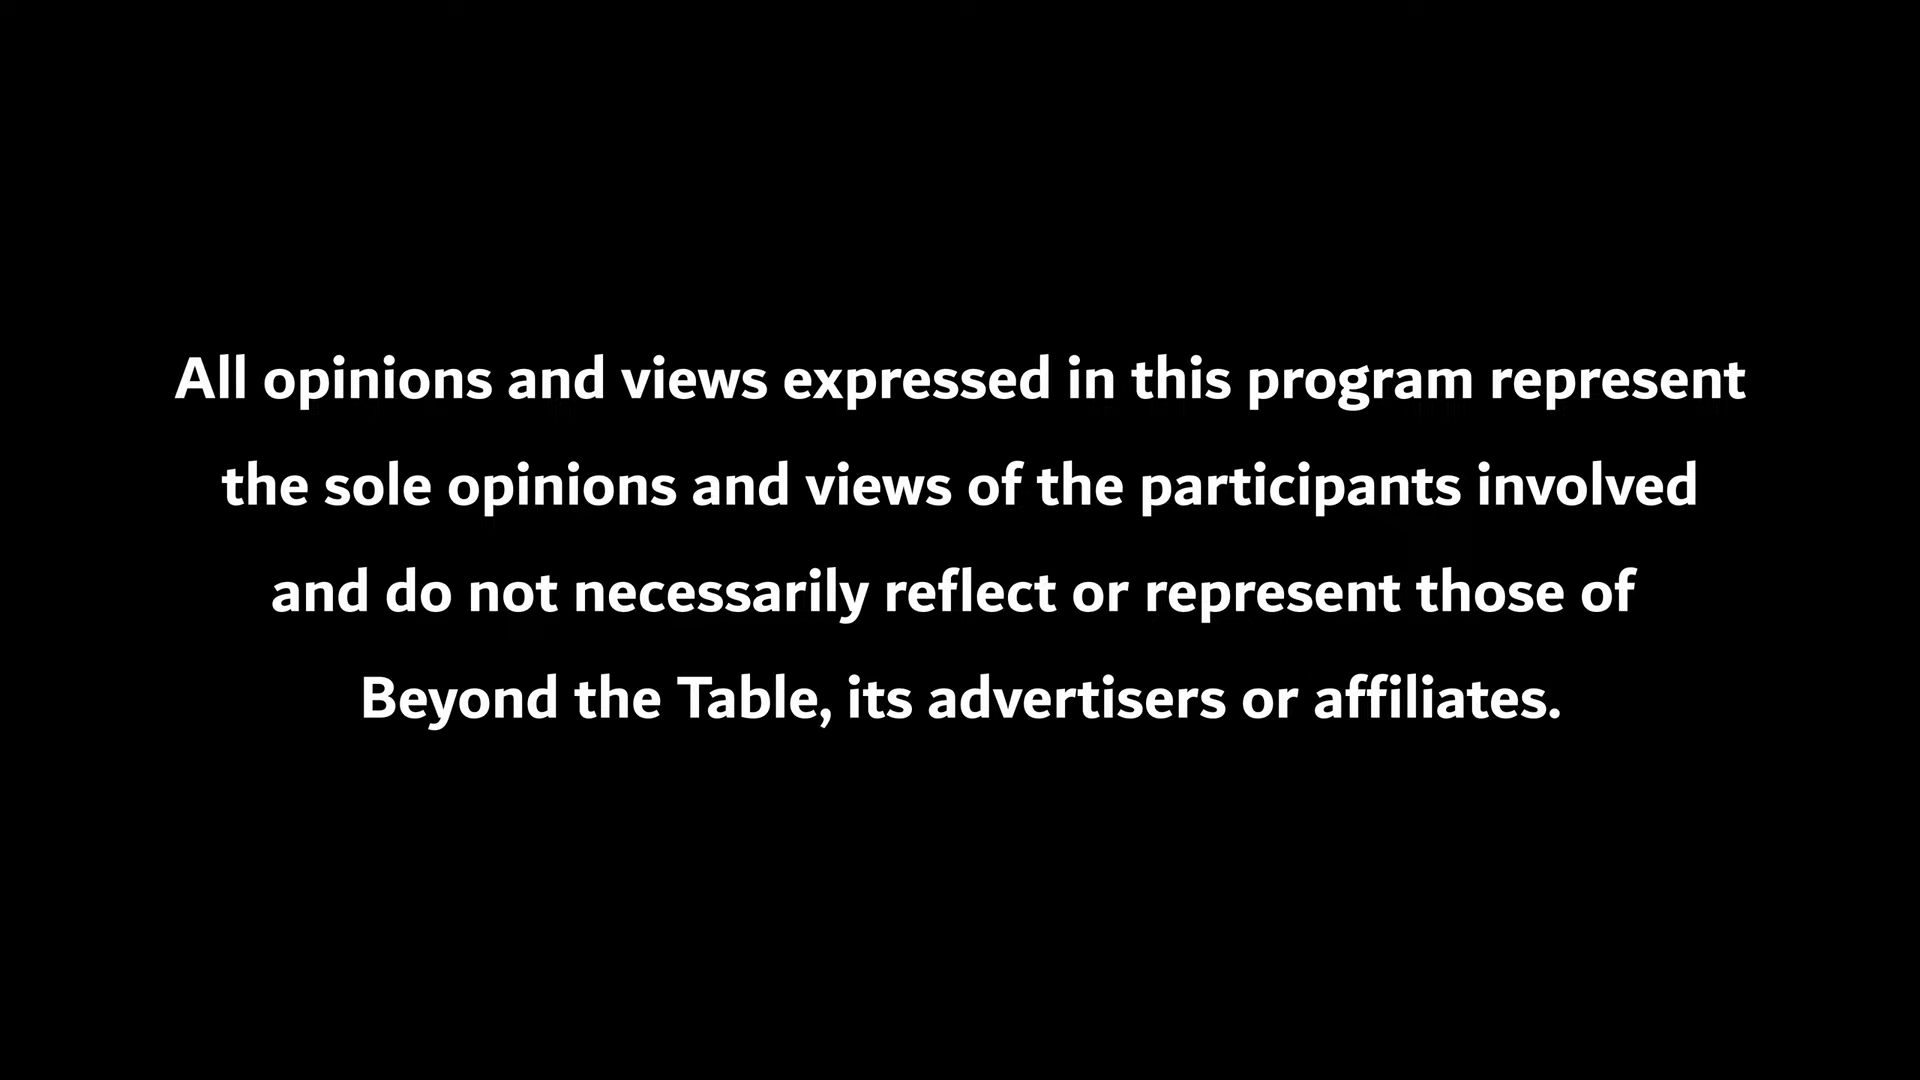 All opinions and views expressed in this program represent
the sole opinions and views of the participants involved
and do not necessarily reflect or represent those of
Beyond the Table, its advertisers or affiliates.